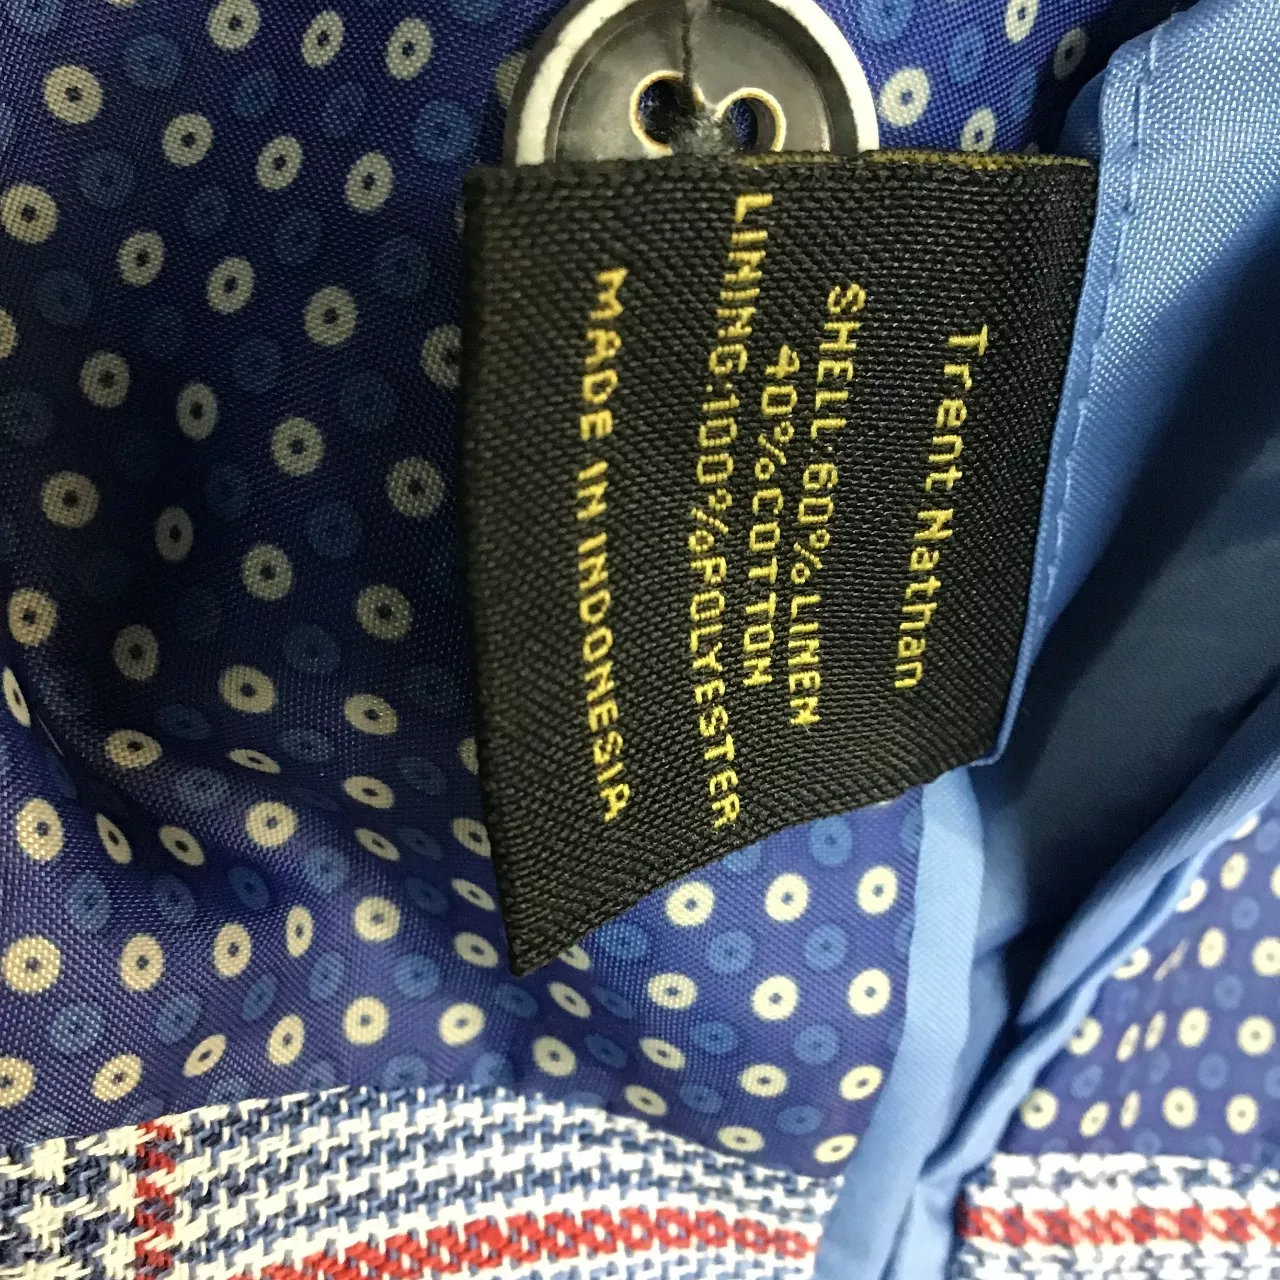 Trent Nathan
SHELL:60% LINEN
40%COTTON
LINING:100%POLYESTER
MADE IN INDONESIA